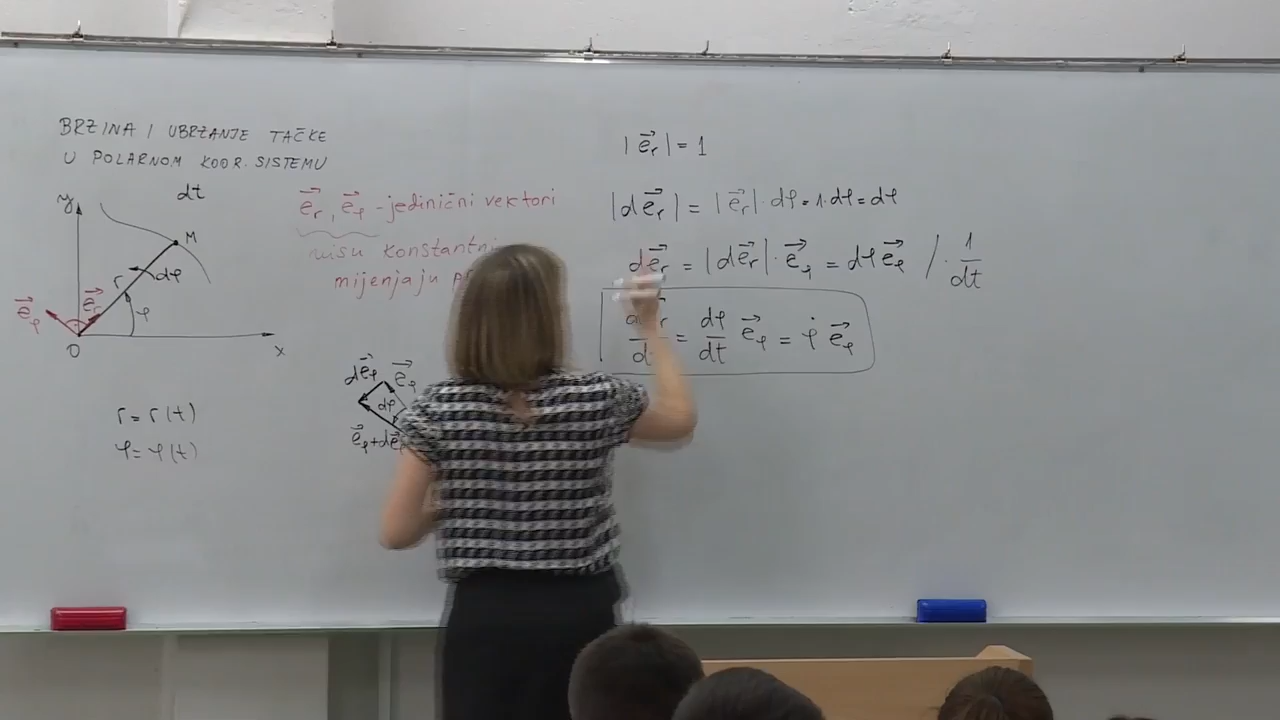 BRZINA I UBRZANJE TAČKE
U POLARNOM KOOR. SISTEMU
dt
y
M
r
dφ
e⃗φ
e⃗r
φ
O
x
r = r(t)
φ = φ(t)
e⃗r, e⃗φ - jedinični vektori
nisu konstantni
mijenjaju
de⃗φ
e⃗φ
dφ
e⃗φ+de⃗φ
|e⃗r| = 1
|de⃗r| = |e⃗r| · dφ = 1·dφ = dφ
de⃗r = |de⃗r| · e⃗φ = dφ e⃗φ / · 1/dt
= dφ/dt e⃗φ = φ̇ e⃗φ